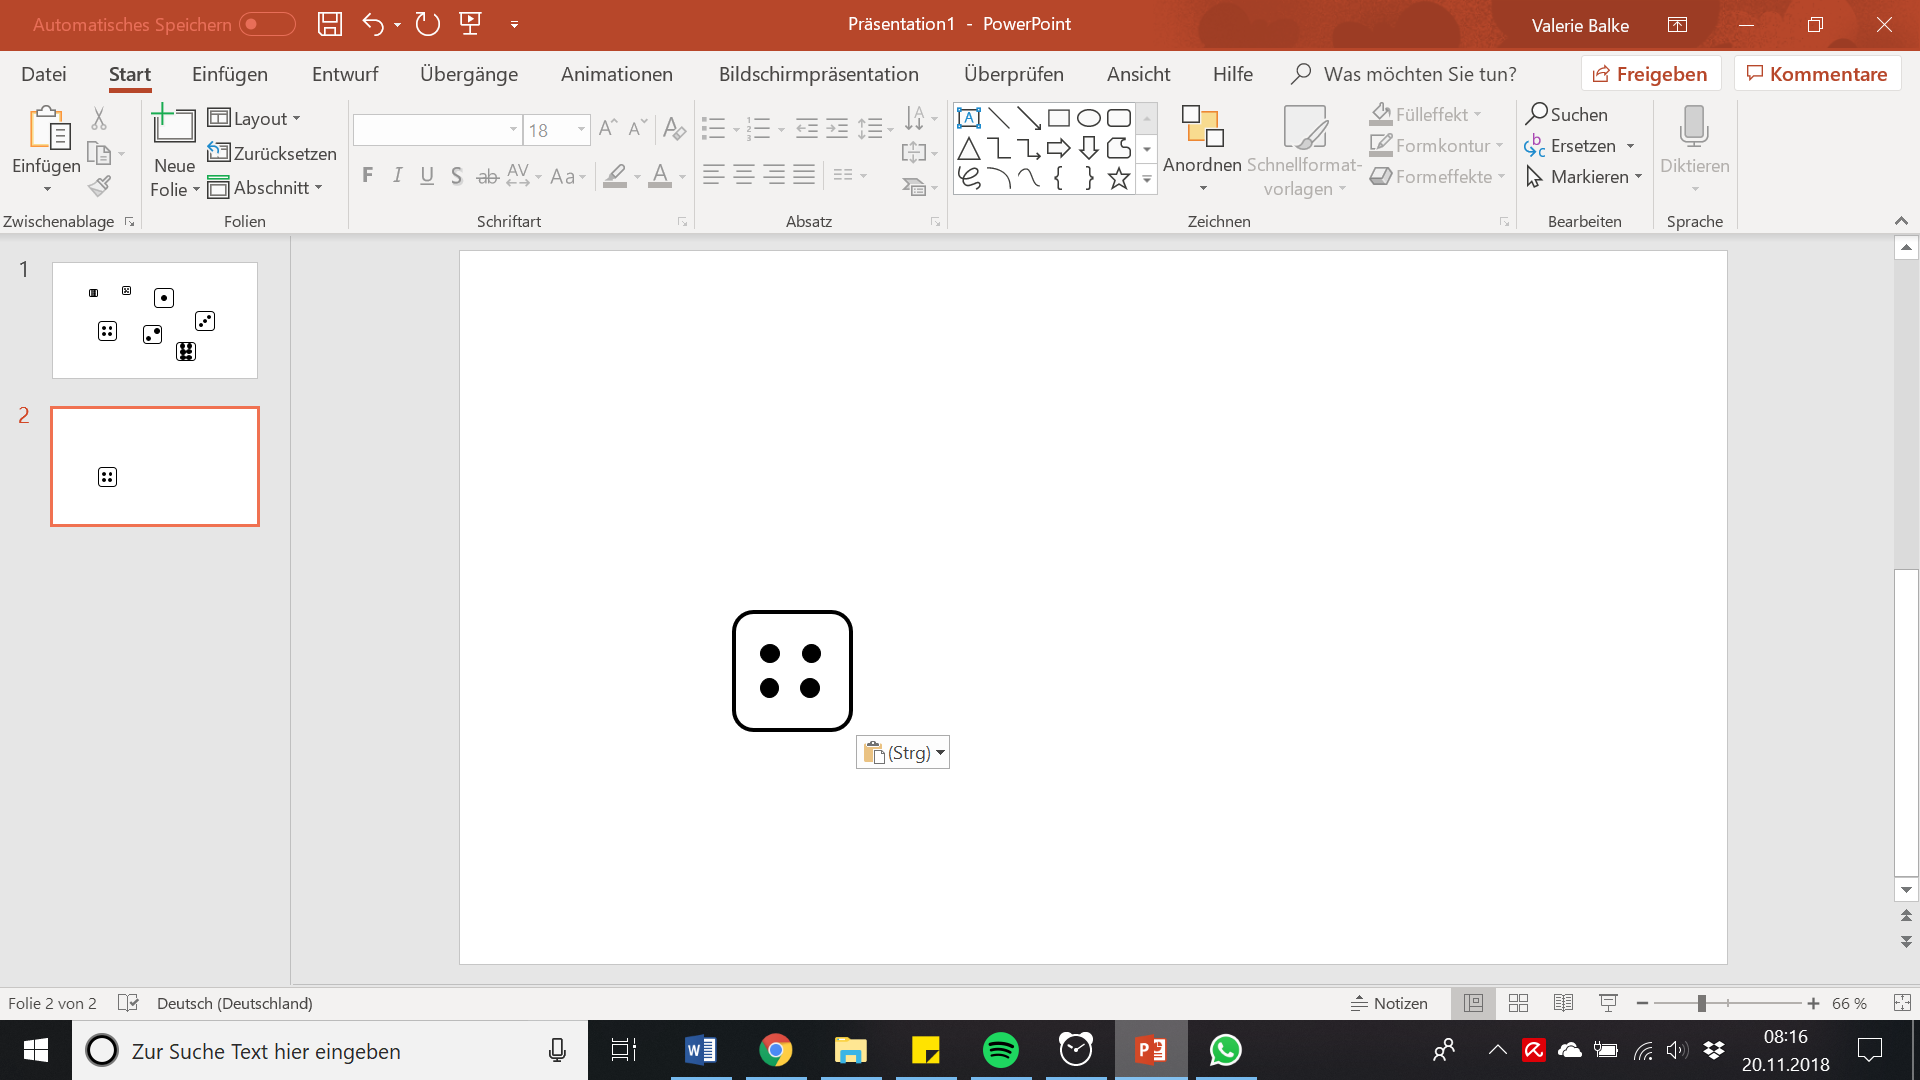 Automatisches Speichern
Präsentation1 - PowerPoint
Valerie Balke
Datei Start Einfügen Entwurf Übergänge Animationen Bildschirmpräsentation Überprüfen Ansicht Hilfe Was möchten Sie tun? Freigeben Kommentare
Einfügen
Zwischenablage
Neue
Folie
Layout
Zurücksetzen
Abschnitt
Folien
18
F K U S ab AV Aa A
Schriftart
Absatz
Anordnen
Schnellformat-
vorlagen
Fülleffekt
Formkontur
Formeffekte
Zeichnen
Suchen
Ersetzen
Markieren
Bearbeiten
Diktieren
Sprache
1
2
(Strg)
Folie 2 von 2 Deutsch (Deutschland) Notizen 66 %
Zur Suche Text hier eingeben
08:16
20.11.2018